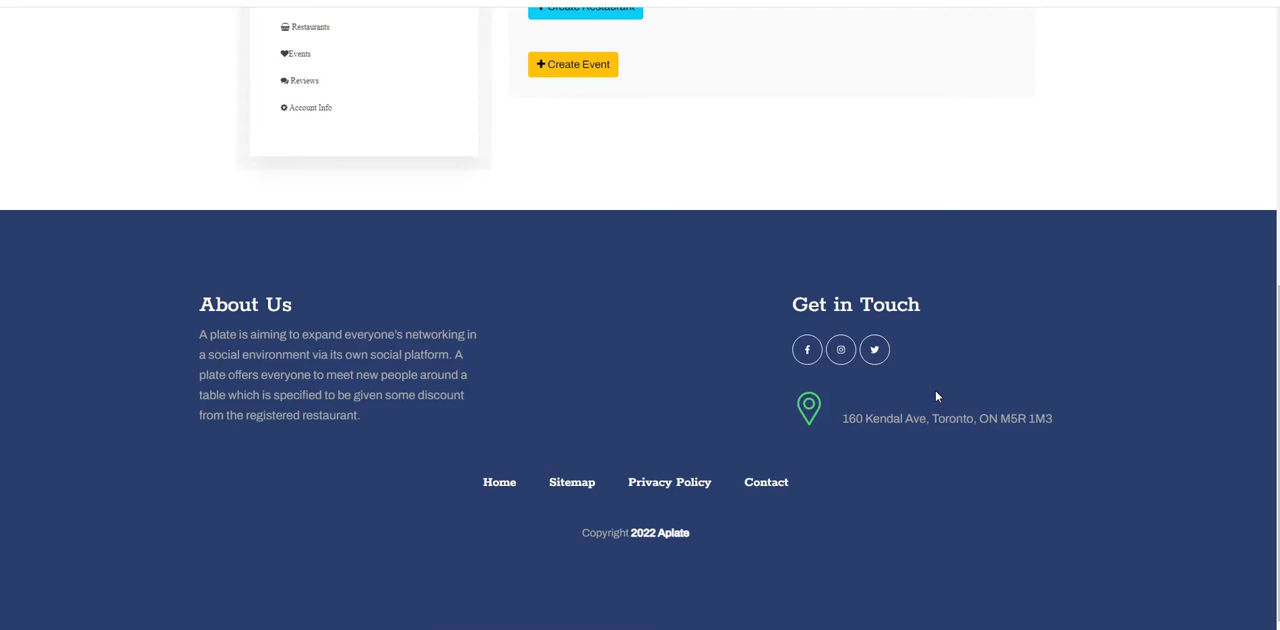 Restaurants
Events
Reviews
Account Info
Create Restaurant
Create Event
About Us
A plate is aiming to expand everyone's networking in
a social environment via its own social platform. A
plate offers everyone to meet new people around a
table which is specified to be given some discount
from the registered restaurant.
Get in Touch
160 Kendal Ave, Toronto, ON M5R 1M3
Home Sitemap Privacy Policy Contact
Copyright 2022 Aplate